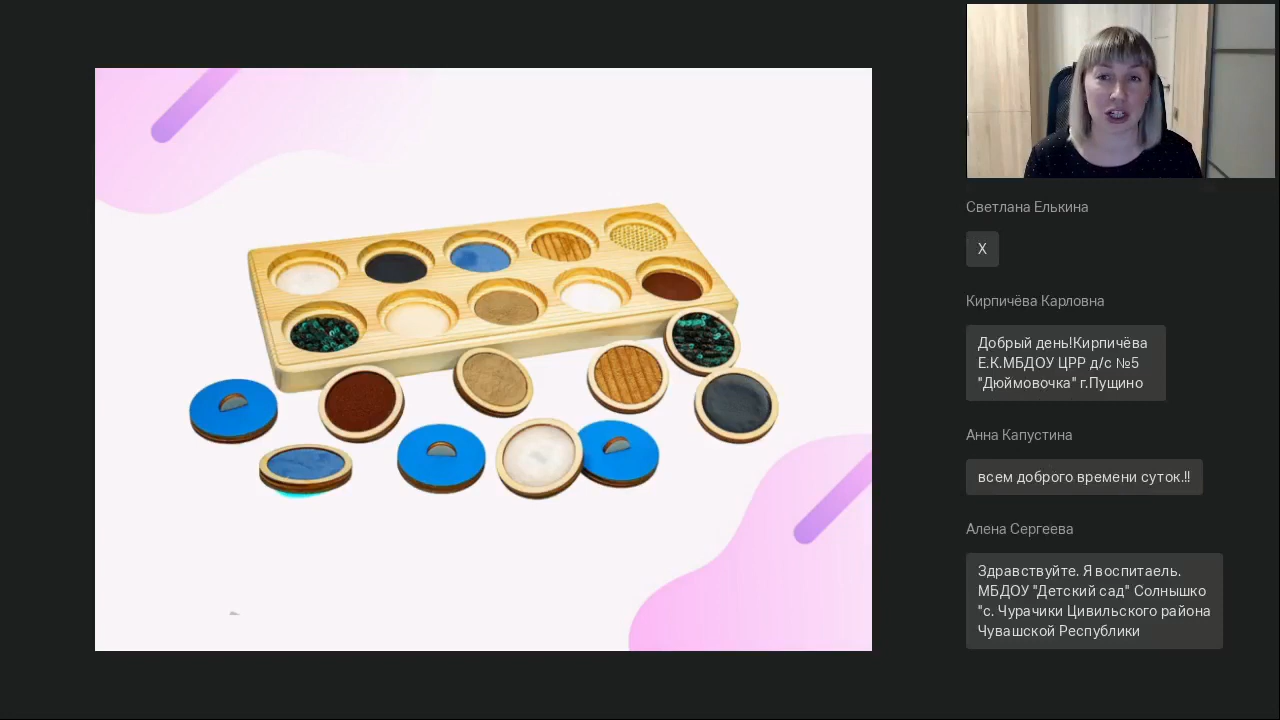 Светлана Елькина
X
Кирпичёва Карловна
Добрый день!Кирпичёва
Е.К.МБДОУ ЦРР д/с №5
"Дюймовочка" г.Пущино
Анна Капустина
всем доброго времени суток.!!
Алена Сергеева
Здравствуйте. Я воспитаель.
МБДОУ "Детский сад" Солнышко
"с. Чурачики Цивильского района
Чувашской Республики